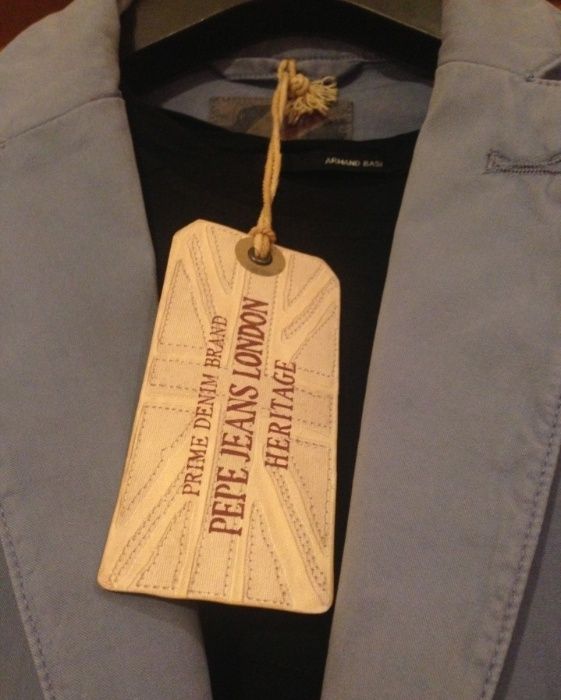 ARMAND BASI
PRIME DENIM BRAND
PEPE JEANS LONDON
HERITAGE